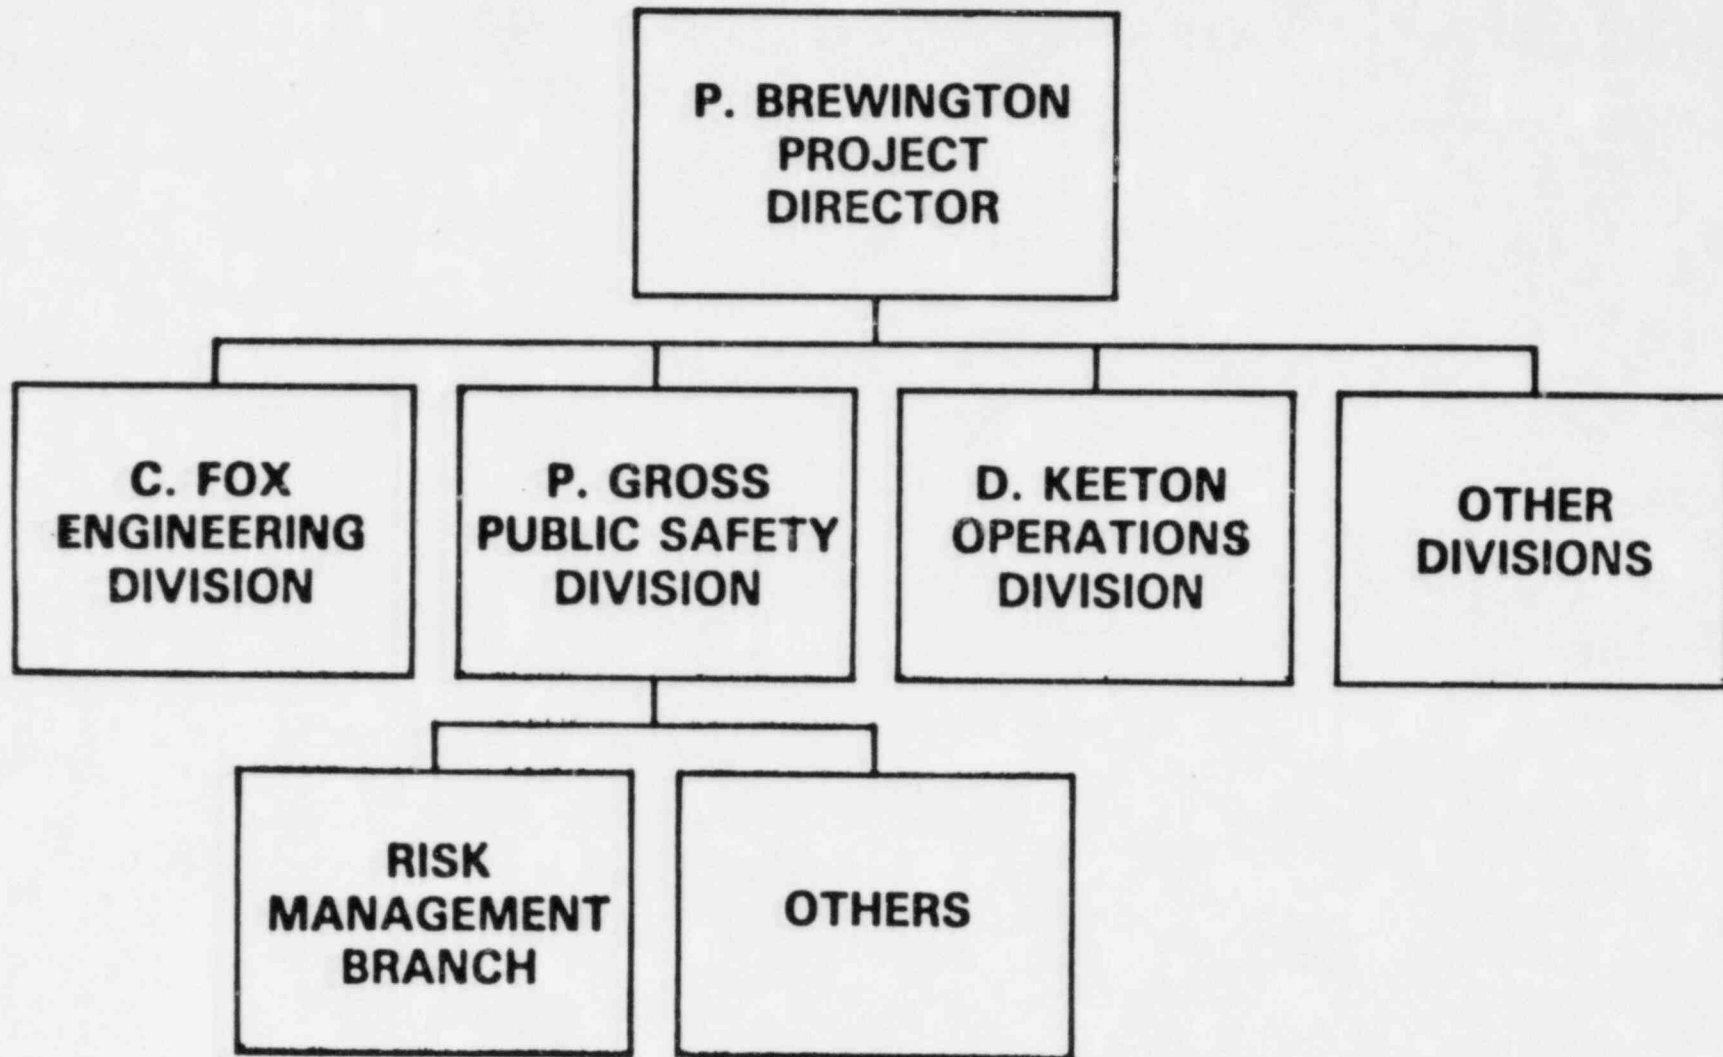 P. BREWINGTON
PROJECT
DIRECTOR
C. FOX
ENGINEERING
DIVISION
P. GROSS
PUBLIC SAFETY
DIVISION
D. KEETON
OPERATIONS
DIVISION
OTHER
DIVISIONS
RISK
MANAGEMENT
BRANCH
OTHERS